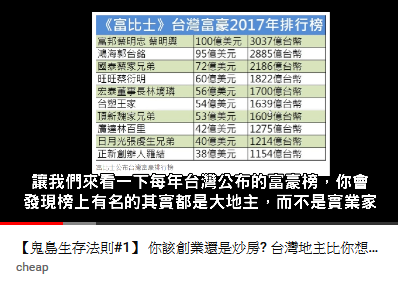 《富比士》台灣富豪2017年排行榜
富邦蔡明忠 蔡明興 100億美元 3037億台幣
鴻海郭台銘 95億美元 2885億台幣
國泰蔡家兄弟 72億美元 2186億台幣
旺旺蔡衍明 60億美元 1822億台幣
宏泰董事長林堉璘 56億美元 1700億台幣
台塑王家 54億美元 1639億台幣
頂新魏家兄弟 53億美元 1609億台幣
廣達林百里 42億美元 1275億台幣
日月光張虔生兄弟 40億美元 1214億台幣
正新創辦人羅結 38億美元 1154億台幣
富比士公布台灣富豪排行榜
讓我們來看一下每年台灣公布的富豪榜，你會
發現榜上有名的其實都是大地主，而不是實業家
【鬼島生存法則#1】 你該創業還是炒房? 台灣地主比你想...
cheap